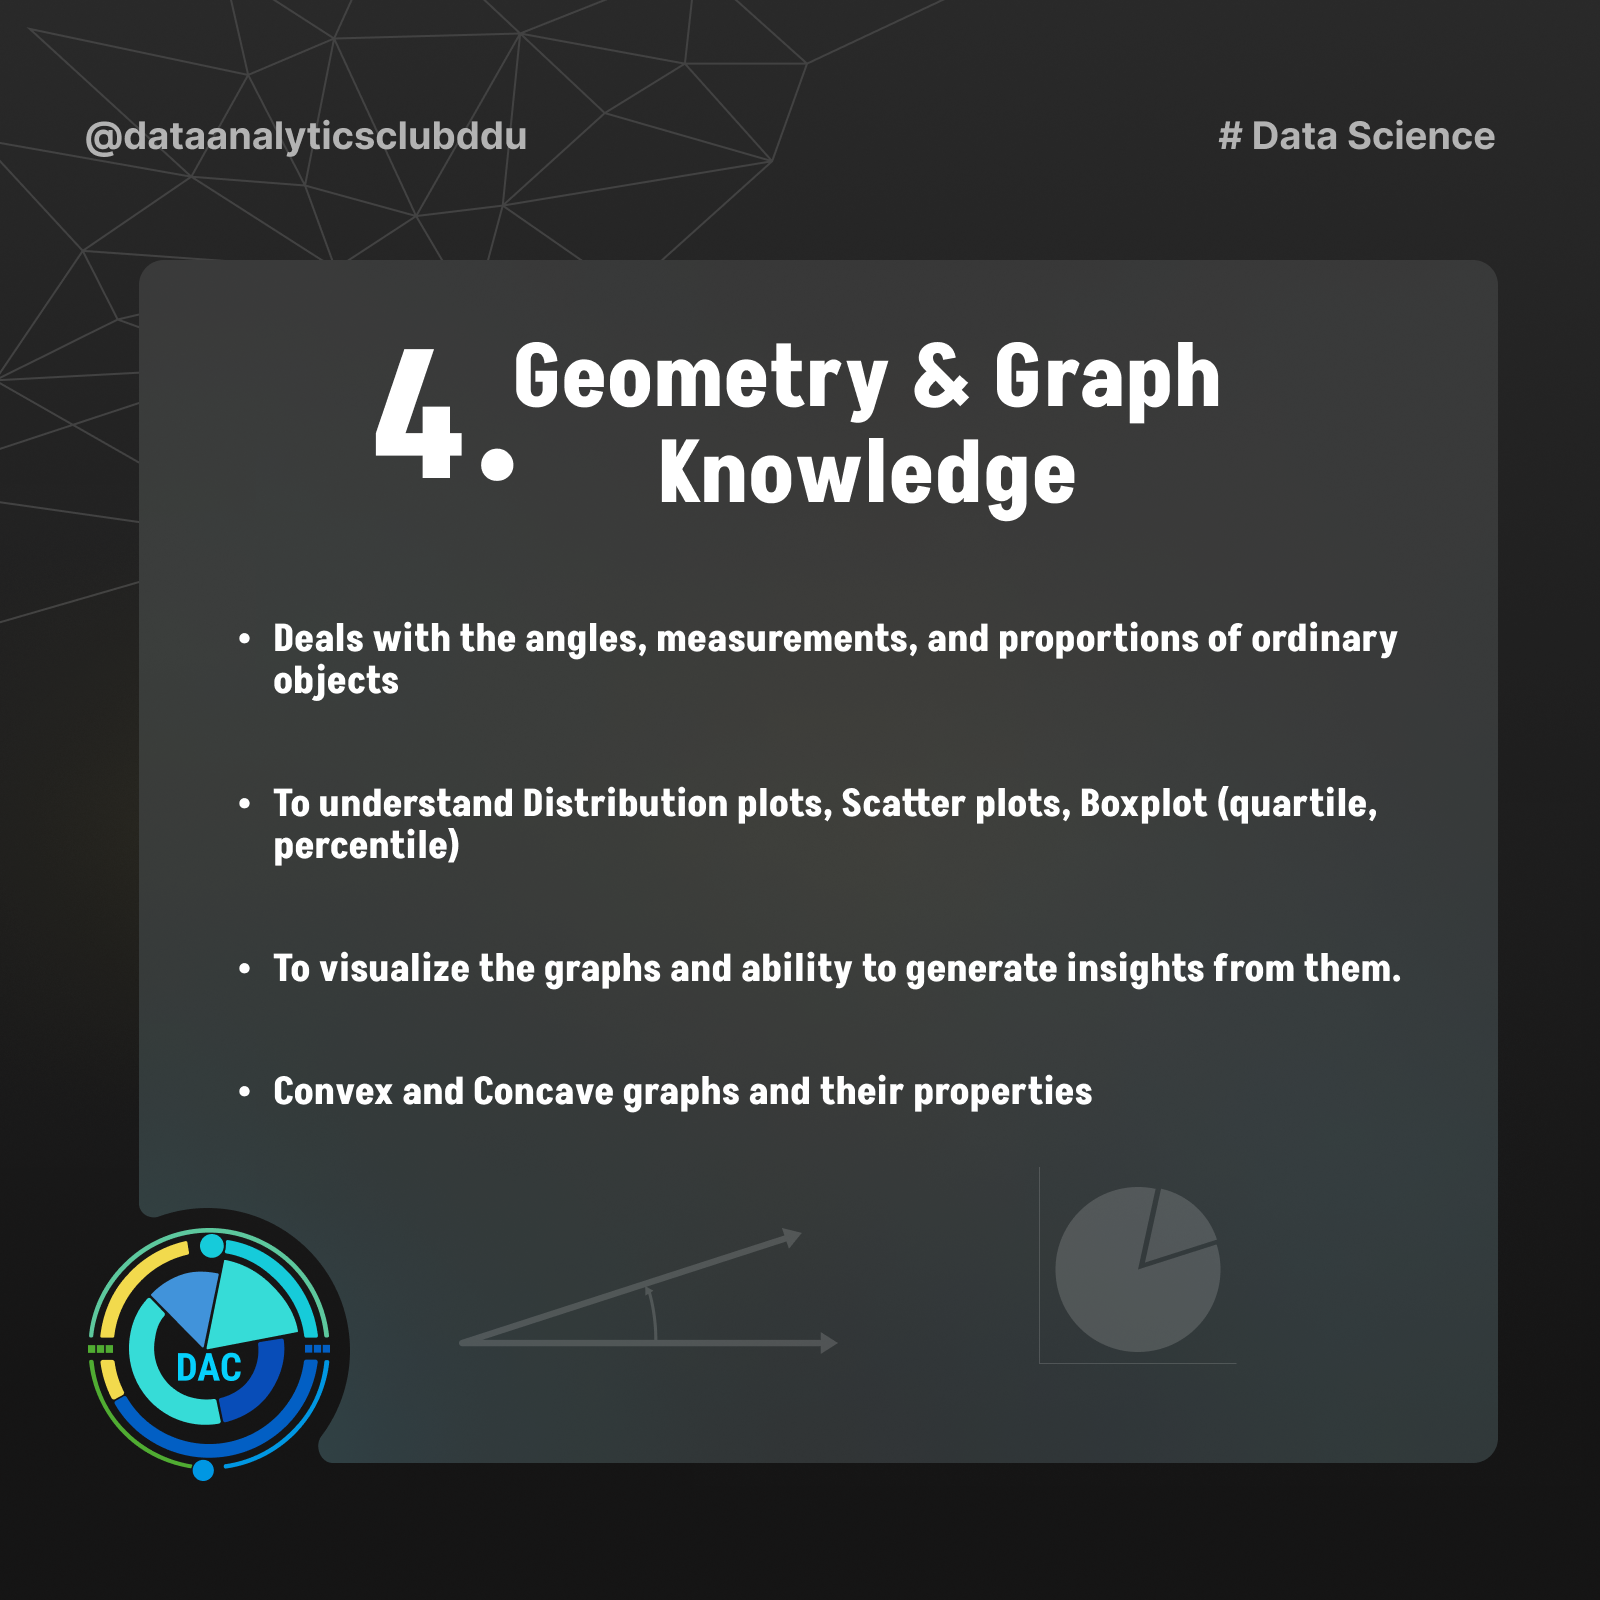 @dataanalyticsclubddu
# Data Science
4. Geometry & Graph
Knowledge
• Deals with the angles, measurements, and proportions of ordinary
objects
• To understand Distribution plots, Scatter plots, Boxplot (quartile,
percentile)
• To visualize the graphs and ability to generate insights from them.
• Convex and Concave graphs and their properties
DAC